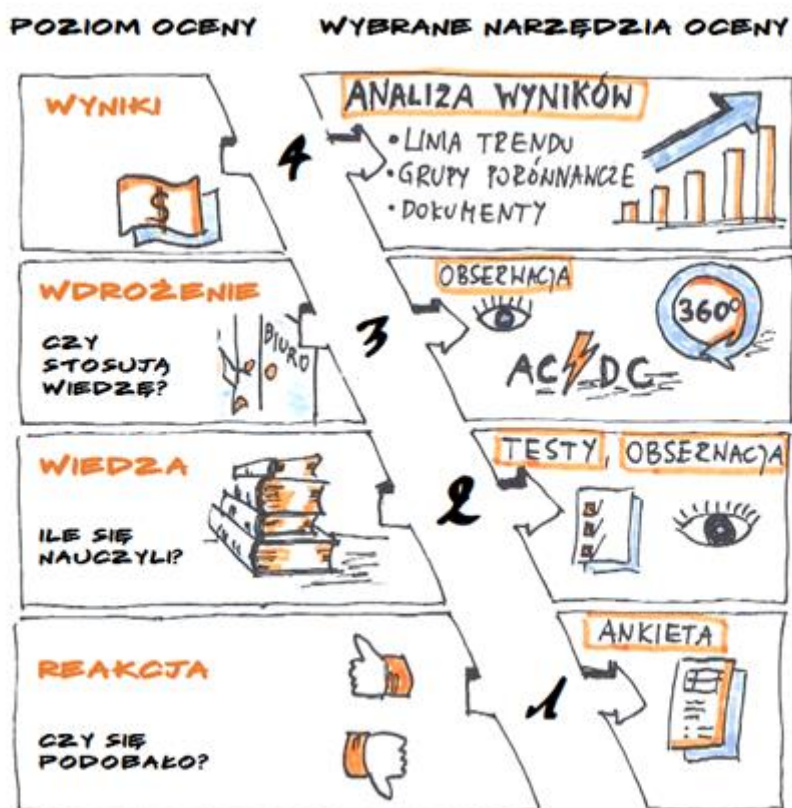 POZIOM OCENY
WYBRANE NARZĘDZIA OCENY
WYNIKI
4
ANALIZA WYNIKÓW
• LINIA TRENDU
• GRUPY PORÓWNAWCZE
• DOKUMENTY
$
WDROŻENIE
CZY
STOSUJĄ
WIEDZĘ?
BIURO
3
OBSERWACJA
360°
AC DC
WIEDZA
ILE SIĘ
NAUCZYLI?
2
TESTY, OBSERWACJA
REAKCJA
CZY SIĘ
PODOBAŁO?
1
ANKIETA